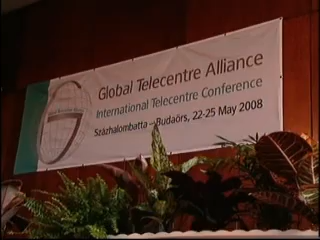 Global Telecentre Alliance
International Telecentre Conference
Százhalombatta - Budaörs, 22-25 May 2008